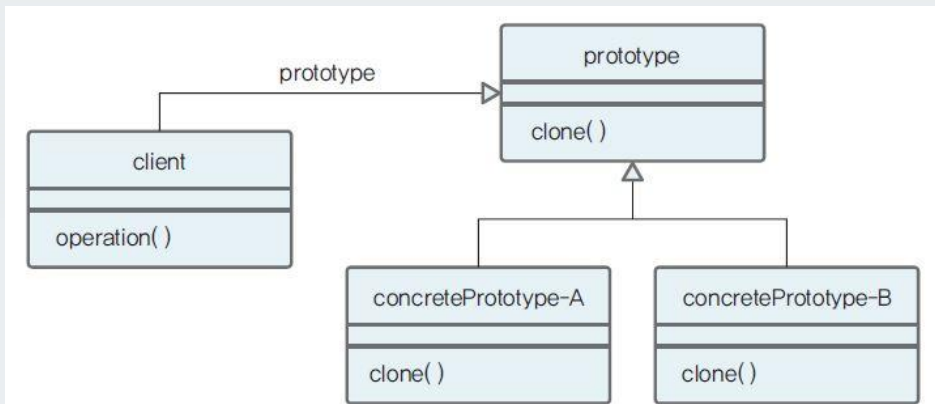 prototype
prototype
clone( )
client
operation( )
concretePrototype-A
concretePrototype-B
clone( )
clone( )